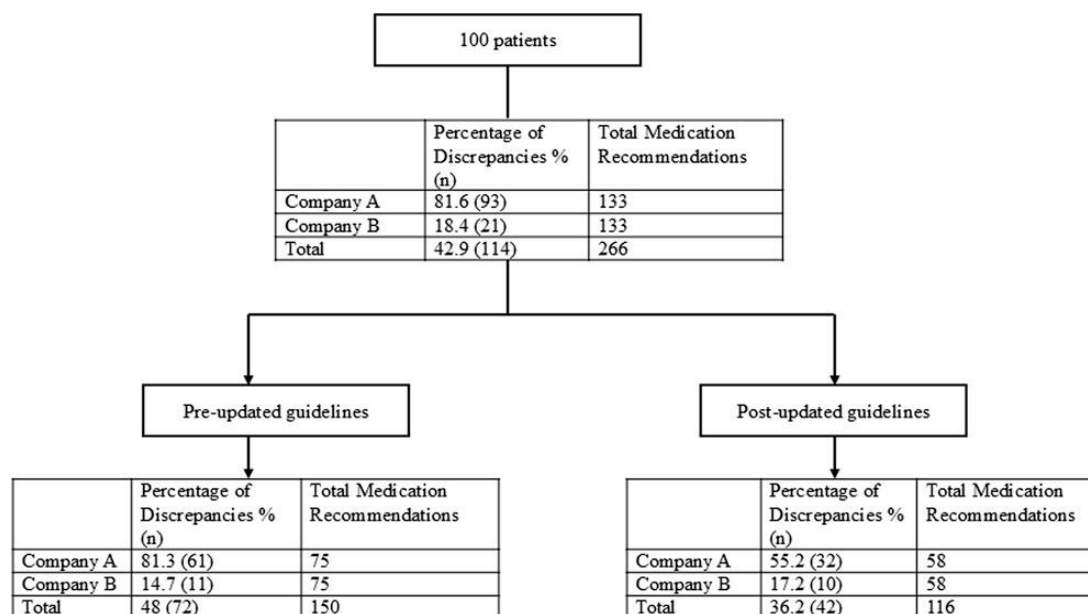 100 patients
Percentage of Total Medication
Discrepancies % Recommendations
(n)
Company A 81.6 (93) 133
Company B 18.4 (21) 133
Total 42.9 (114) 266
Pre-updated guidelines
Percentage of Total Medication
Discrepancies % Recommendations
(n)
Company A 81.3 (61) 75
Company B 14.7 (11) 75
Total 48 (72) 150
Post-updated guidelines
Percentage of Total Medication
Discrepancies % Recommendations
(n)
Company A 55.2 (32) 58
Company B 17.2 (10) 58
Total 36.2 (42) 116